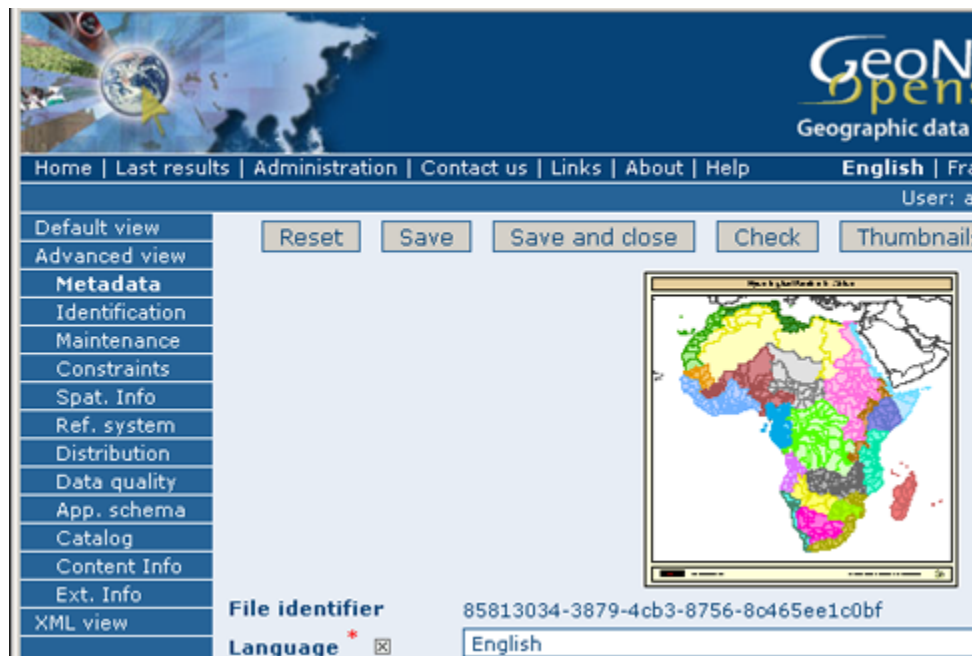 GeoN
Opens
Geographic data
Home | Last results | Administration | Contact us | Links | About | Help English | Fra
User: a
Default view
Reset Save Save and close Check Thumbnails
Advanced view
Metadata
Identification
Maintenance
Constraints
Spat. Info
Ref. system
Distribution
Data quality
App. schema
Catalog
Content Info
Ext. Info
XML view
File identifier 85813034-3879-4cb3-8756-8c465ee1c0bf
Language * English